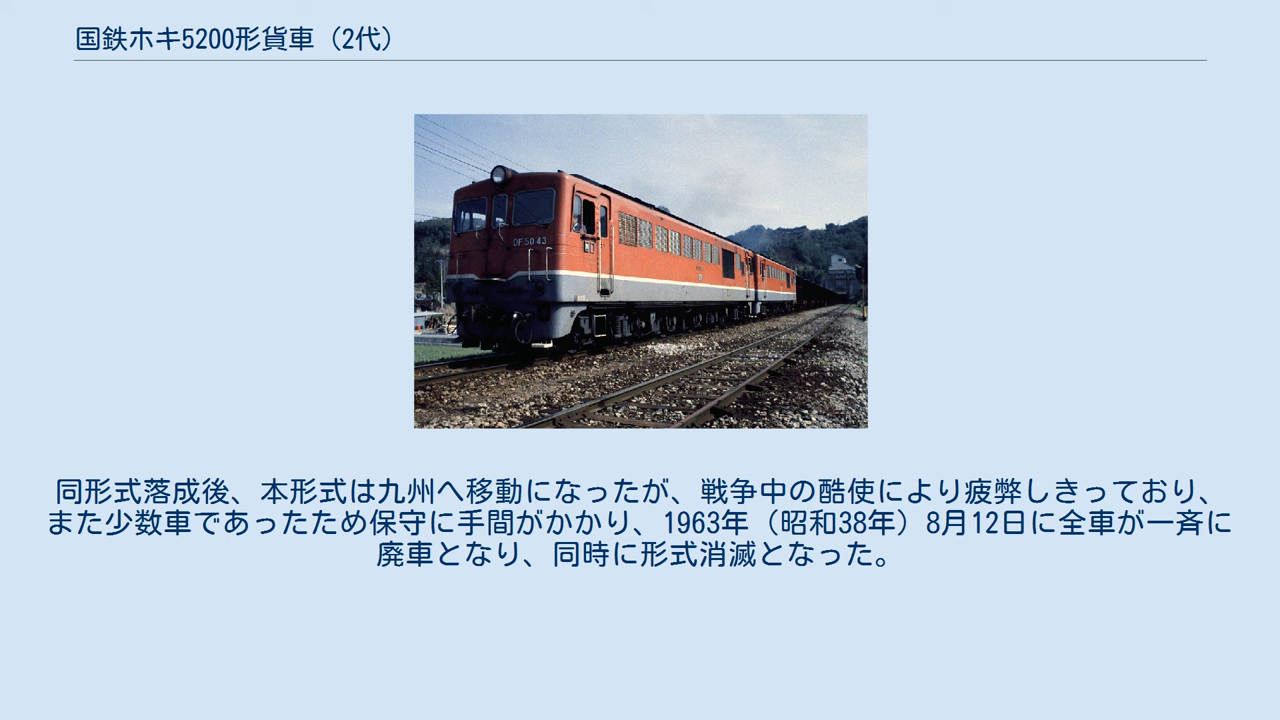 国鉄ホキ5200形貨車（2代）
DF50 43
同形式落成後、本形式は九州へ移動になったが、戦争中の酷使により疲弊しきっており、
また少数車であったため保守に手間がかかり、1963年（昭和38年）8月12日に全車が一斉に
廃車となり、同時に形式消滅となった。